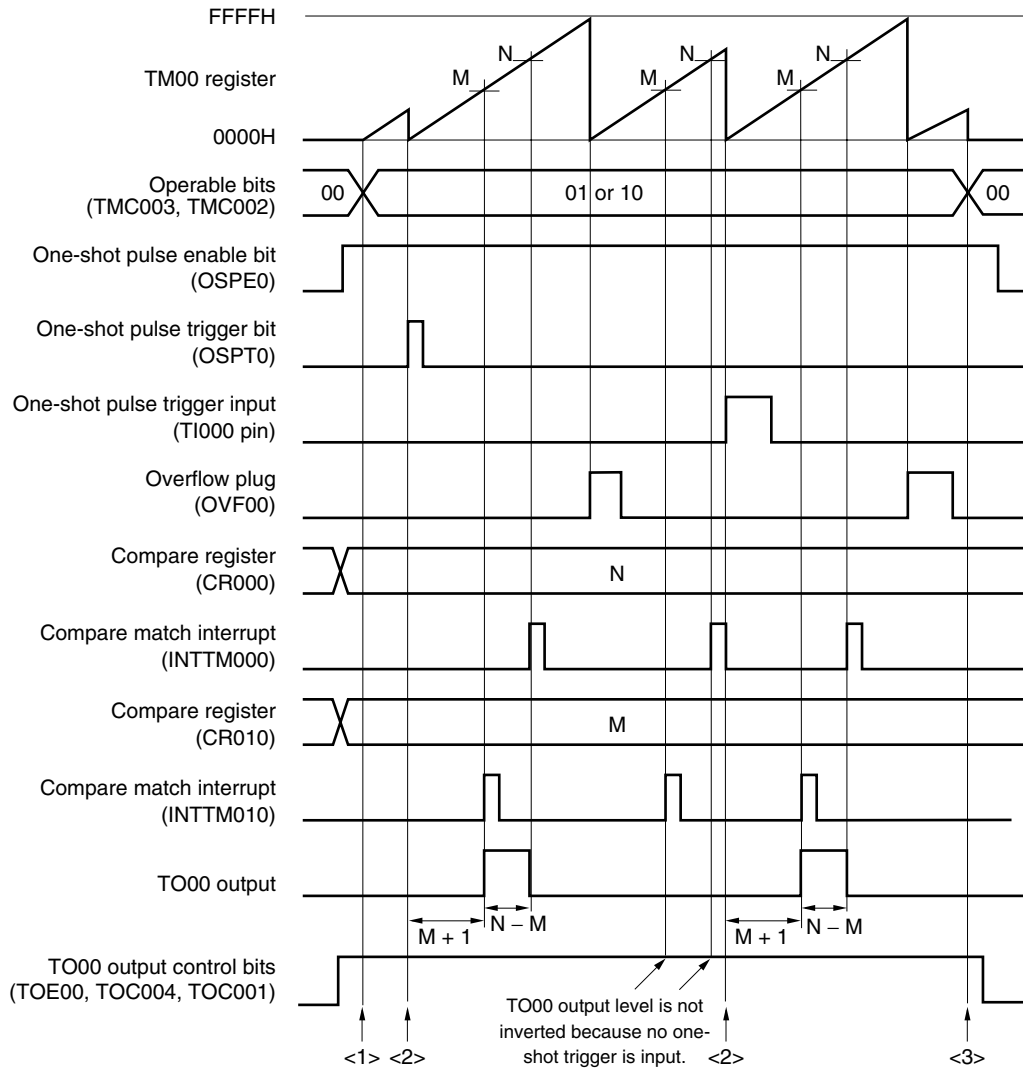 FFFFH
TM00 register
0000H
M
N
M
N
M
N
Operable bits
(TMC003, TMC002)
00
01 or 10
00
One-shot pulse enable bit
(OSPE0)
One-shot pulse trigger bit
(OSPT0)
One-shot pulse trigger input
(TI000 pin)
Overflow plug
(OVF00)
Compare register
(CR000)
N
Compare match interrupt
(INTTM000)
Compare register
(CR010)
M
Compare match interrupt
(INTTM010)
TO00 output
M + 1
N − M
M + 1
N − M
TO00 output control bits
(TOE00, TOC004, TOC001)
TO00 output level is not
inverted because no one-
shot trigger is input.
<1> <2> <2> <3>